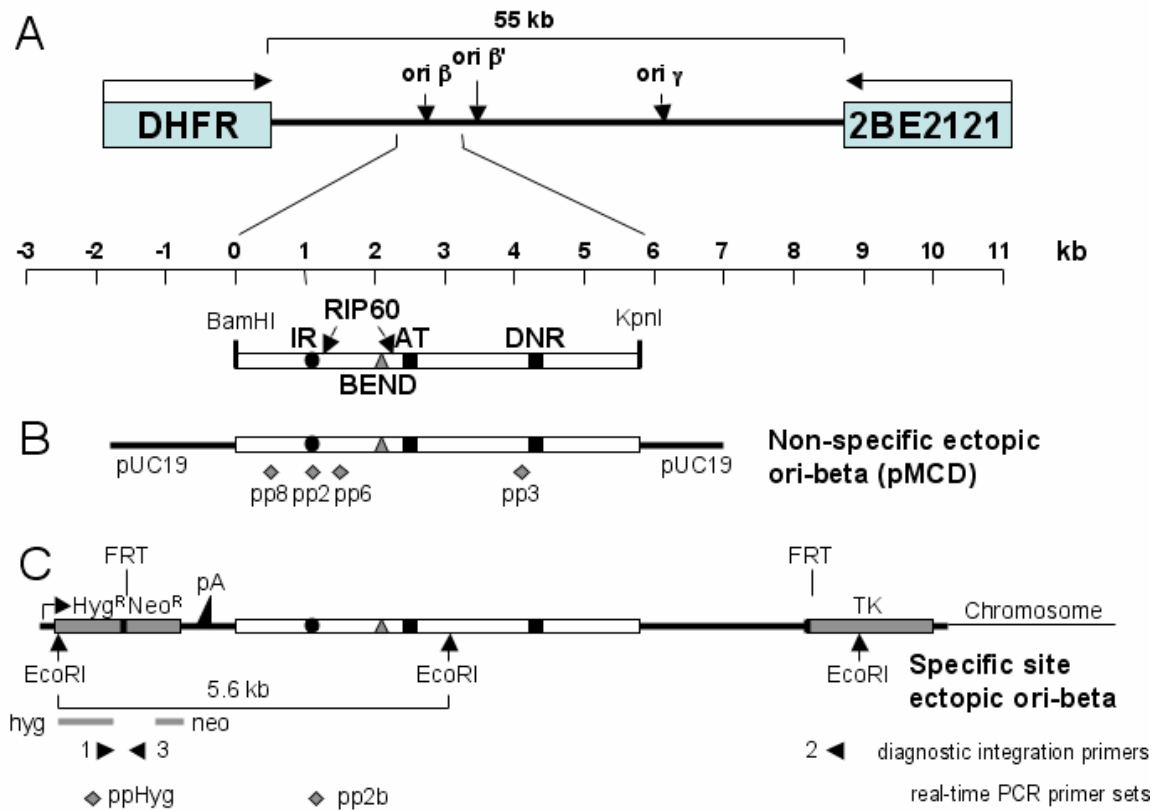 A
55 kb
ori β
ori β'
ori γ
DHFR
2BE2121
-3 -2 -1 0 1 2 3 4 5 6 7 8 9 10 11 kb
BamHI
RIP60
KpnI
IR
AT
DNR
BEND
B
pUC19
pUC19
Non-specific ectopic
ori-beta (pMCD)
pp8 pp2 pp6 pp3
C
FRT
FRT
pA
HygR NeoR
TK
Chromosome
EcoRI
EcoRI
EcoRI
Specific site
ectopic ori-beta
5.6 kb
hyg
neo
1
3
2
diagnostic integration primers
ppHyg
pp2b
real-time PCR primer sets